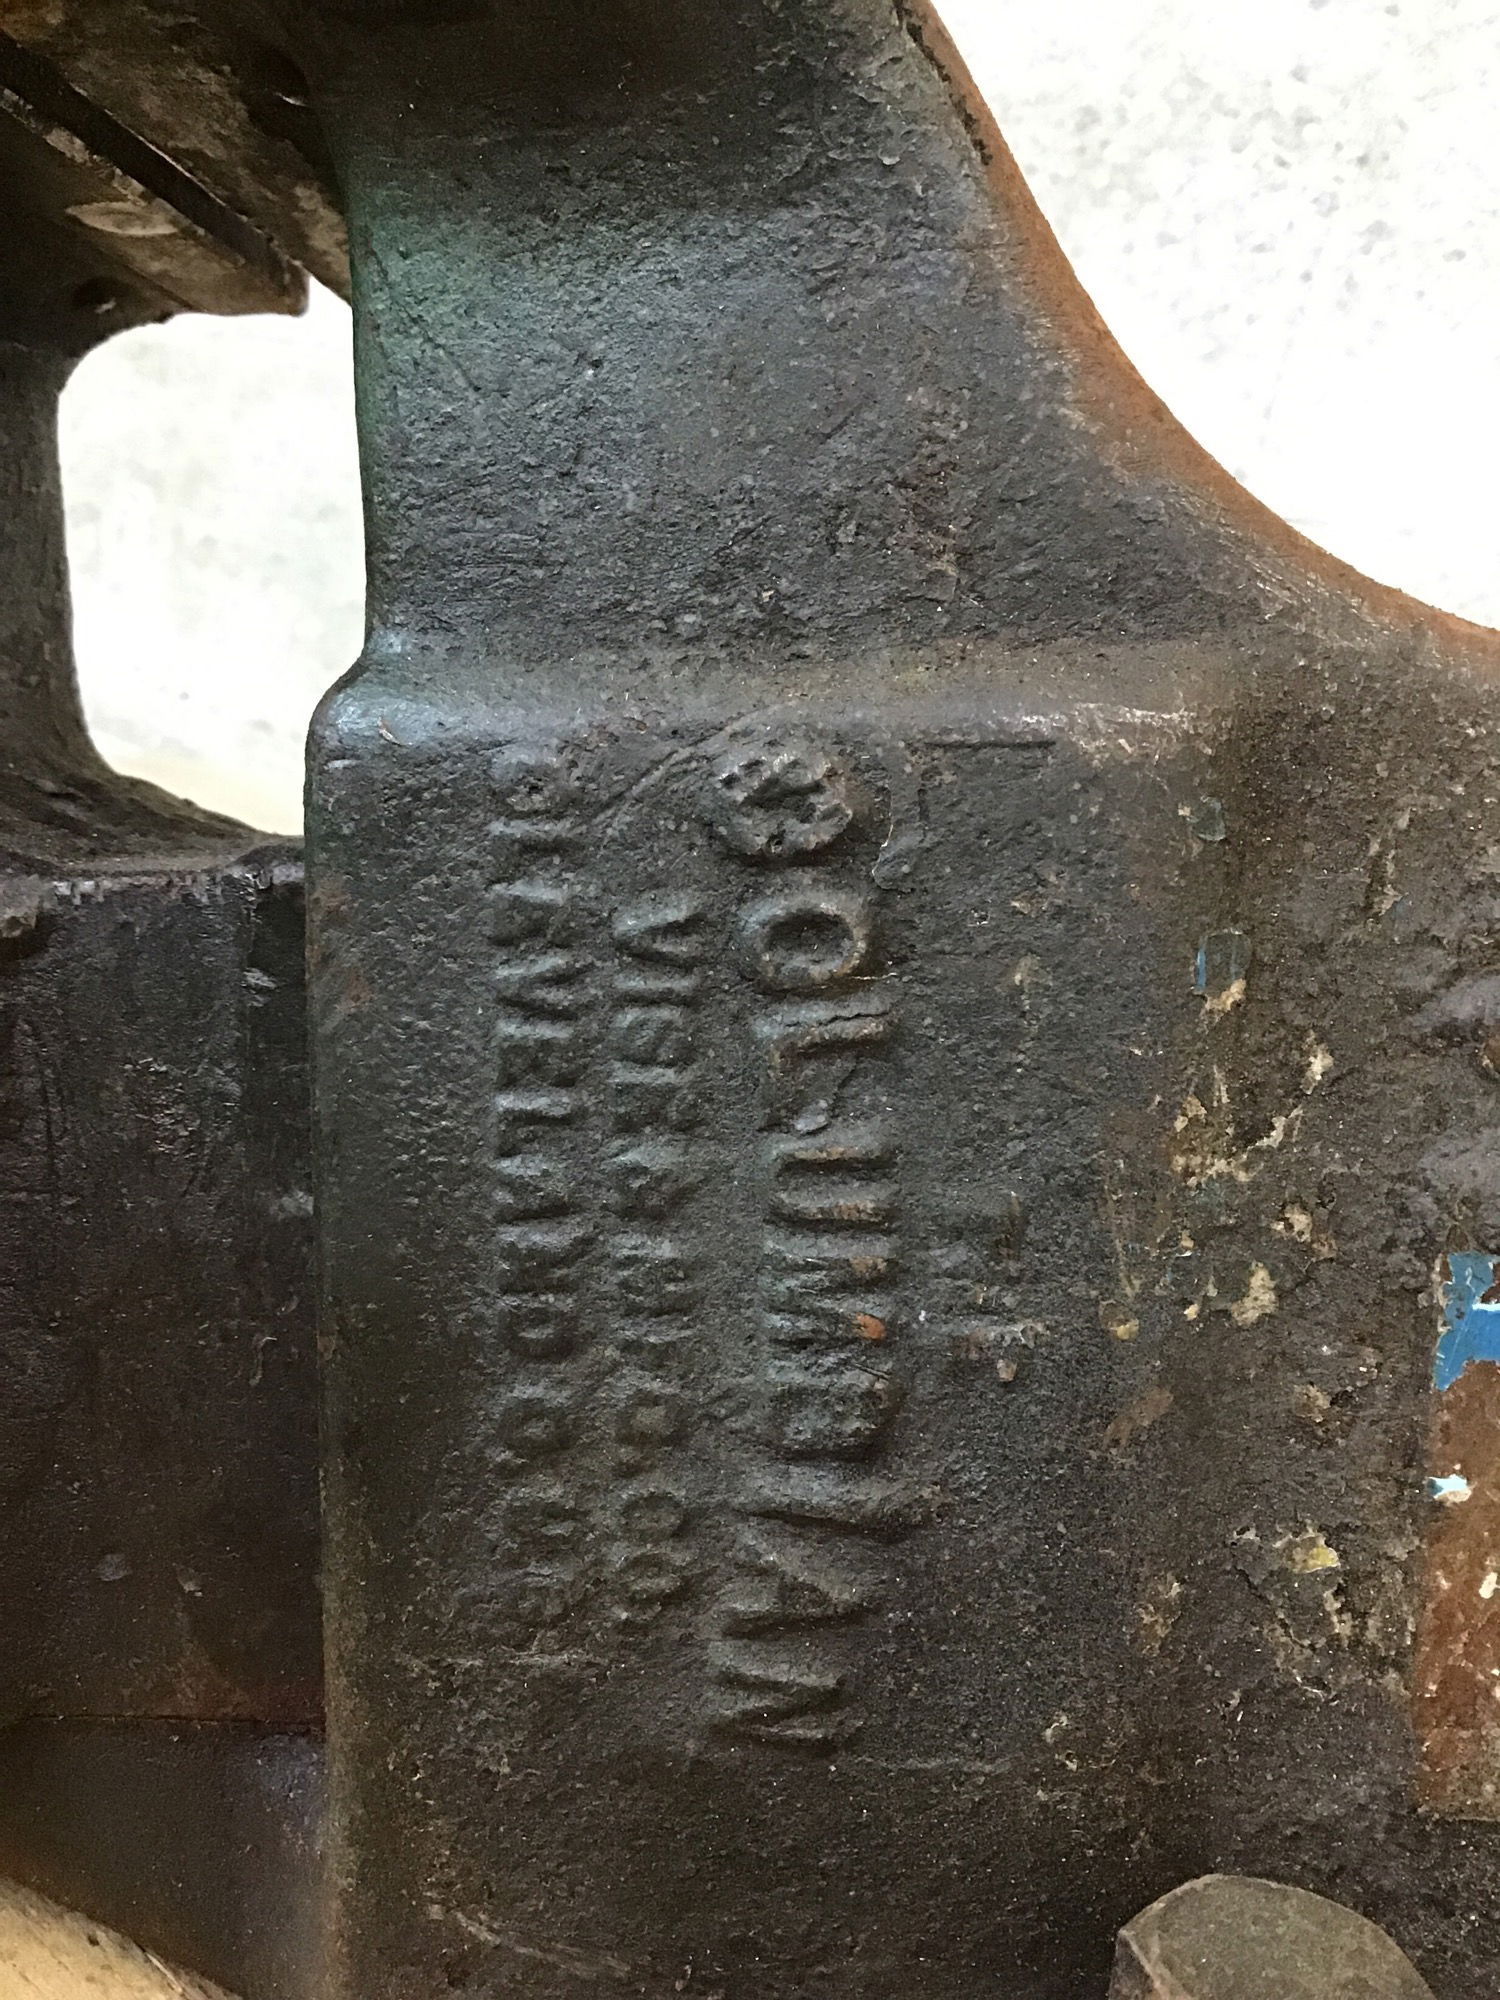 COLUMBIAN
VISE & MFG CO
CLEVELAND